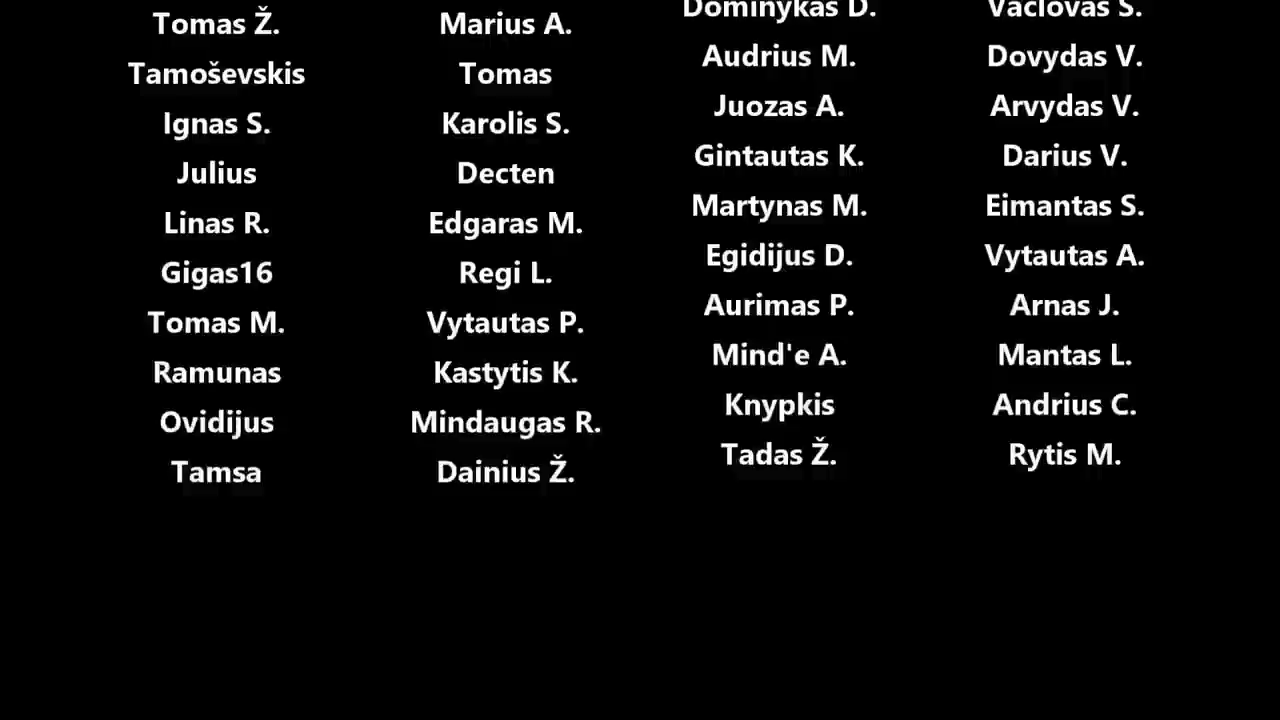 Tomas Ž.
Tamoševskis
Ignas S.
Julius
Linas R.
Gigas16
Tomas M.
Ramunas
Ovidijus
Tamsa
Marius A.
Tomas
Karolis S.
Decten
Edgaras M.
Regi L.
Vytautas P.
Kastytis K.
Mindaugas R.
Dainius Ž.
Dominykas D.
Audrius M.
Juozas A.
Gintautas K.
Martynas M.
Egidijus D.
Aurimas P.
Mind'e A.
Knypkis
Tadas Ž.
Vaclovas S.
Dovydas V.
Arvydas V.
Darius V.
Eimantas S.
Vytautas A.
Arnas J.
Mantas L.
Andrius C.
Rytis M.